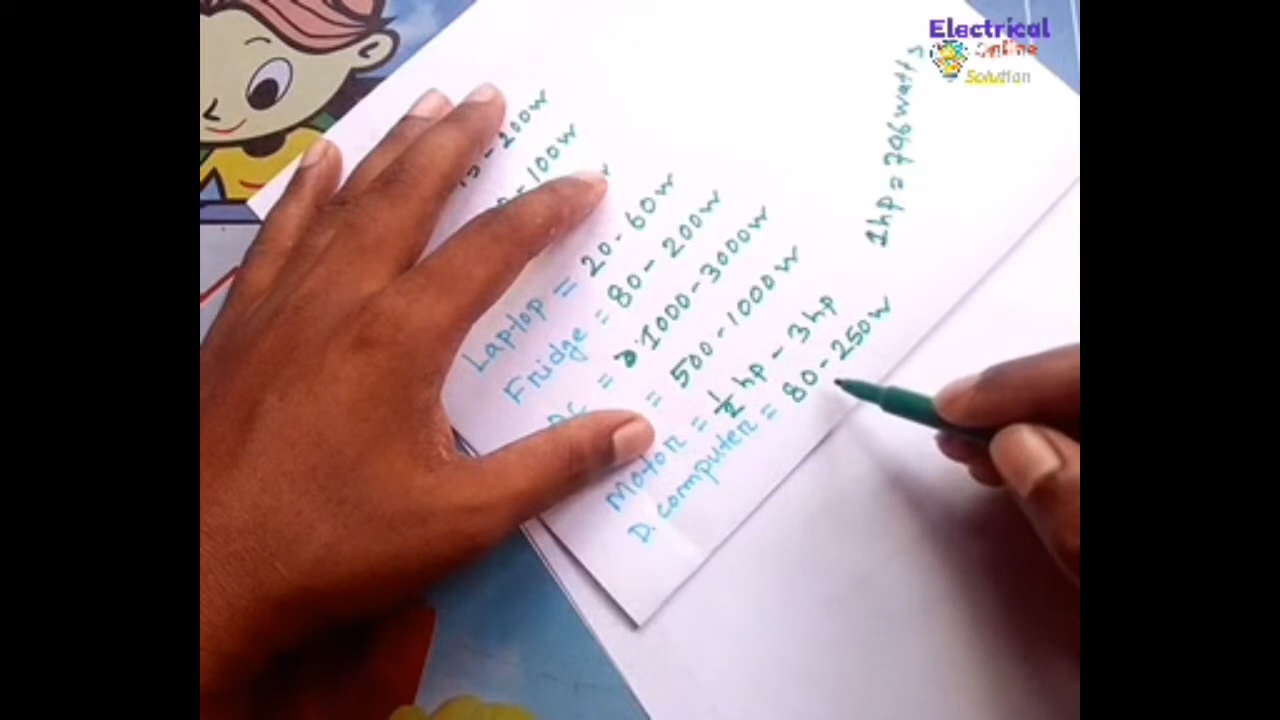 Electrical
Online
Solution
200w
100w
Laptop = 20-60w
Fridge = 80-200w
= 1000-3000w
= 500-1000w
Motor = 1/2 hp - 3hp
D. computer = 80-250w
1hp = 746 watts